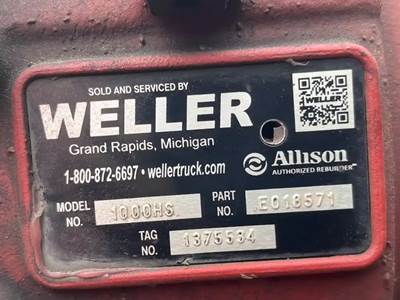 SOLD AND SERVICED BY
WELLER
Grand Rapids, Michigan
1-800-872-6697 • wellertruck.com
WELLER
Allison
AUTHORIZED REBUILDER
MODEL NO. 1000HS
PART NO. E018571
TAG NO. 1375534